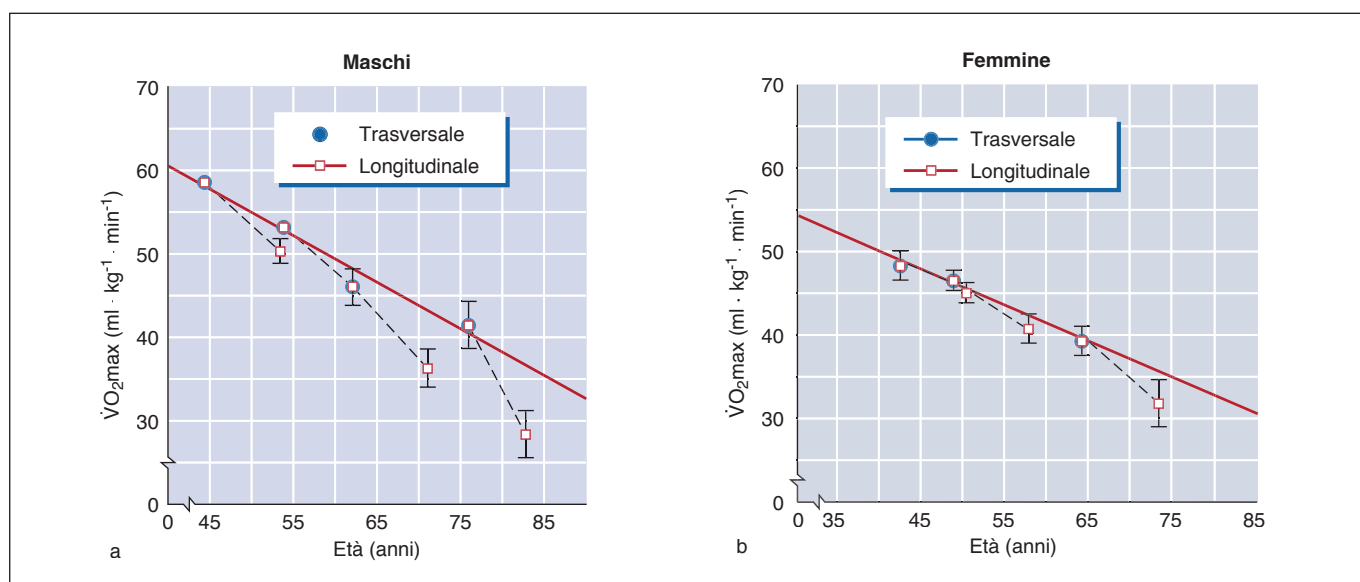 Maschi
70
60
50
40
30
0
V̇O₂max (ml · kg⁻¹ · min⁻¹)
Trasversale
Longitudinale
0 45 55 65 75 85
Età (anni)
a
Femmine
70
60
50
40
30
0
V̇O₂max (ml · kg⁻¹ · min⁻¹)
Trasversale
Longitudinale
0 35 45 55 65 75 85
Età (anni)
b